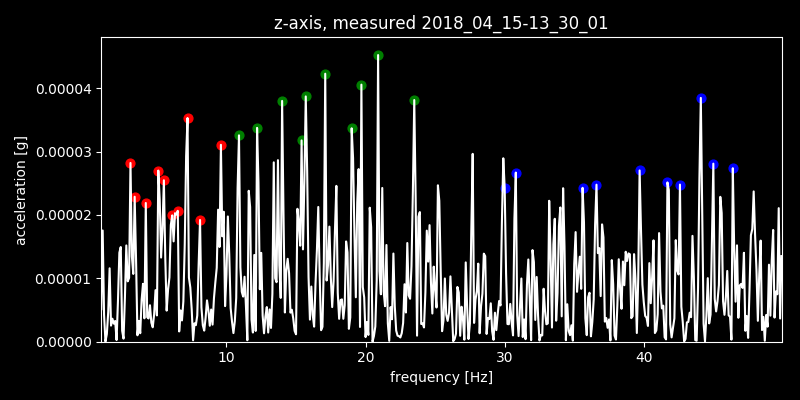 z-axis, measured 2018_04_15-13_30_01
acceleration [g]
0.00004
0.00003
0.00002
0.00001
0.00000
10 20 30 40
frequency [Hz]